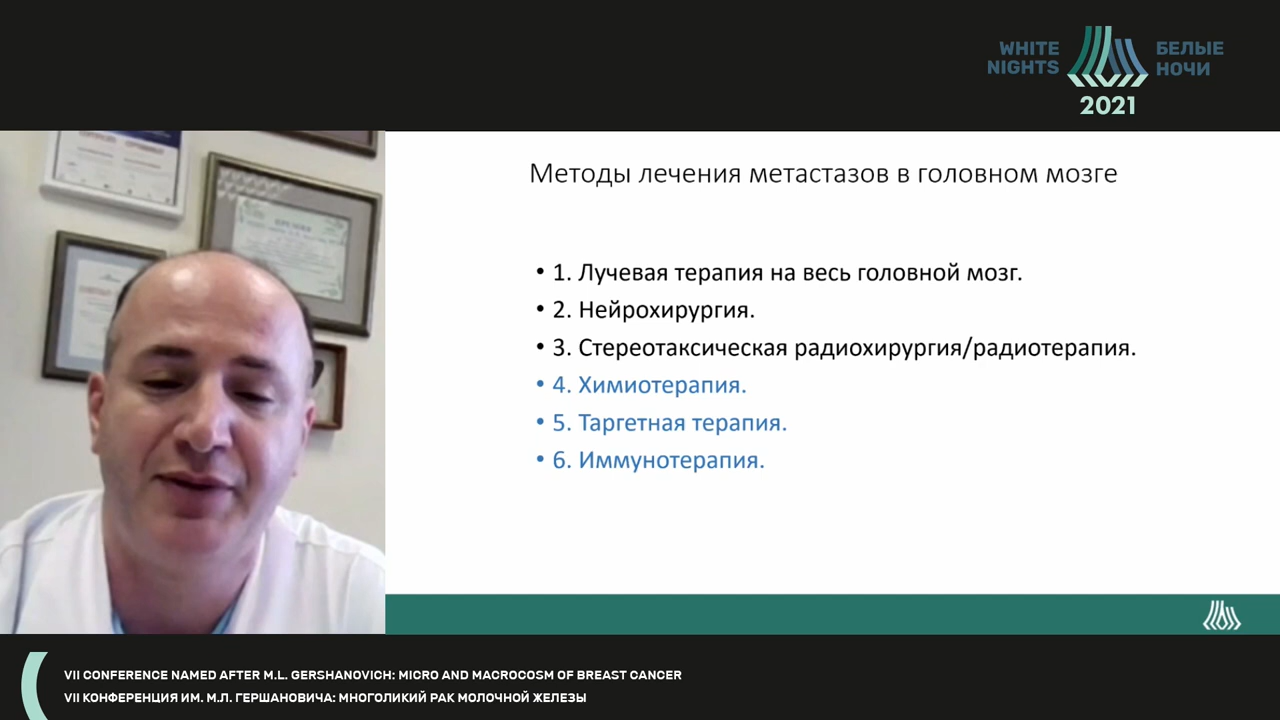 WHITE NIGHTS
БЕЛЫЕ НОЧИ
2021
Методы лечения метастазов в головном мозге
• 1. Лучевая терапия на весь головной мозг.
• 2. Нейрохирургия.
• 3. Стереотаксическая радиохирургия/радиотерапия.
• 4. Химиотерапия.
• 5. Таргетная терапия.
• 6. Иммунотерапия.
VII CONFERENCE NAMED AFTER M.L. GERSHANOVICH: MICRO AND MACROCOSM OF BREAST CANCER
VII КОНФЕРЕНЦИЯ ИМ. М.Л. ГЕРШАНОВИЧА: МНОГОЛИКИЙ РАК МОЛОЧНОЙ ЖЕЛЕЗЫ